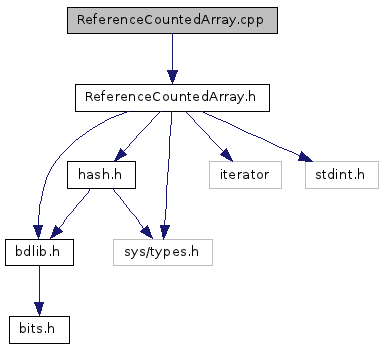 ReferenceCountedArray.cpp
ReferenceCountedArray.h
hash.h
iterator
stdint.h
bdlib.h
sys/types.h
bits.h